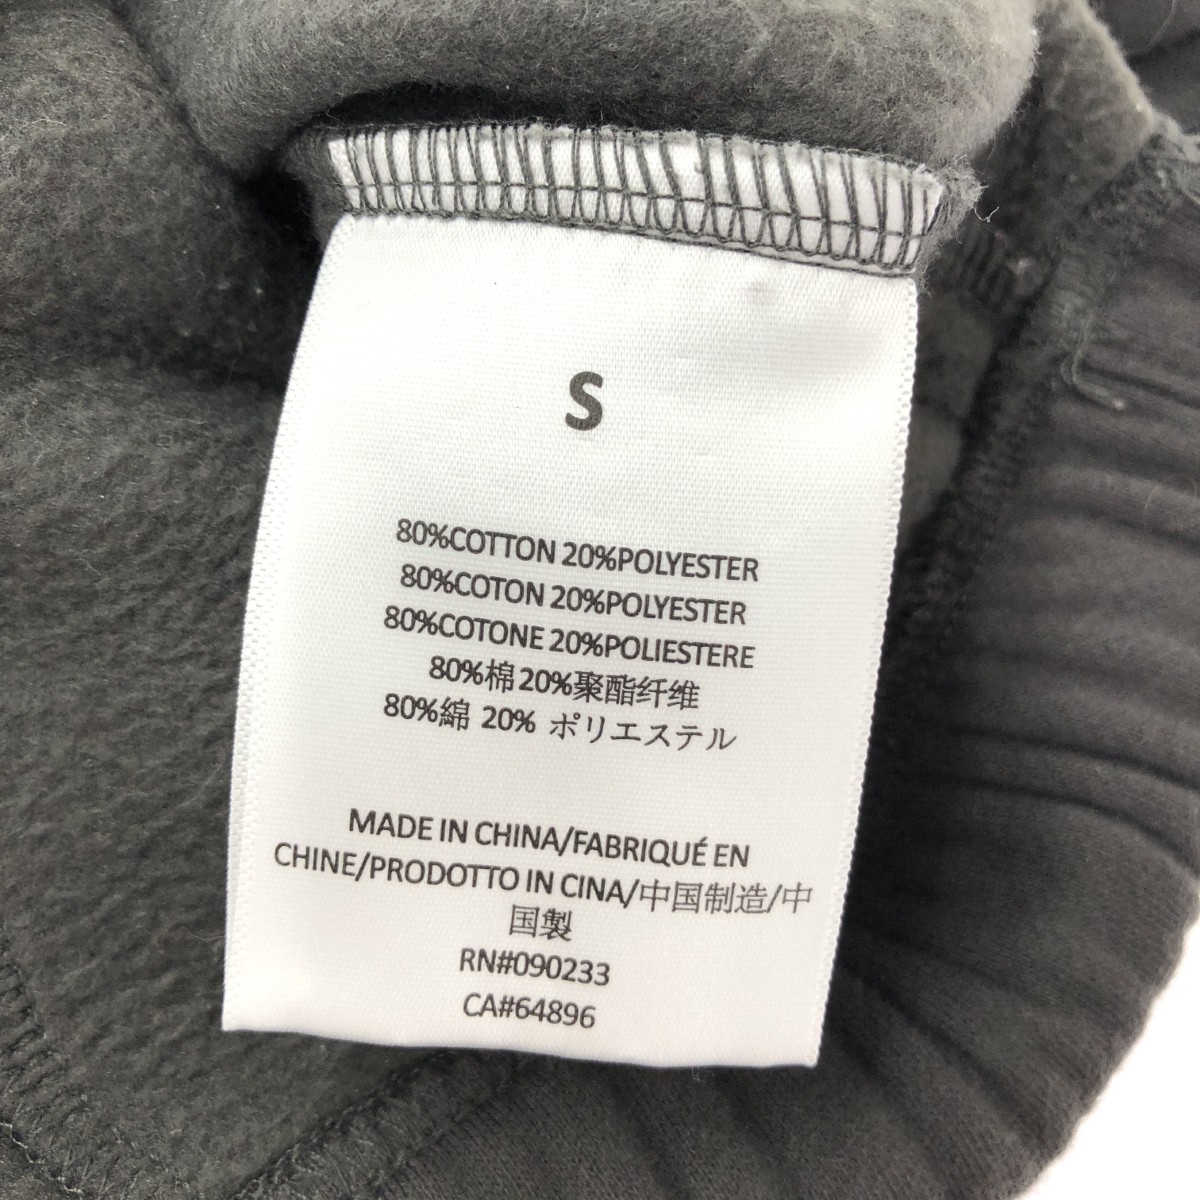 S
80%COTTON 20%POLYESTER
80%COTON 20%POLYESTER
80%COTONE 20%POLIESTERE
80%棉20%聚酯纤维
80%綿 20% ポリエステル
MADE IN CHINA/FABRIQUÉ EN
CHINE/PRODOTTO IN CINA/中国制造/中
国製
RN#090233
CA#64896